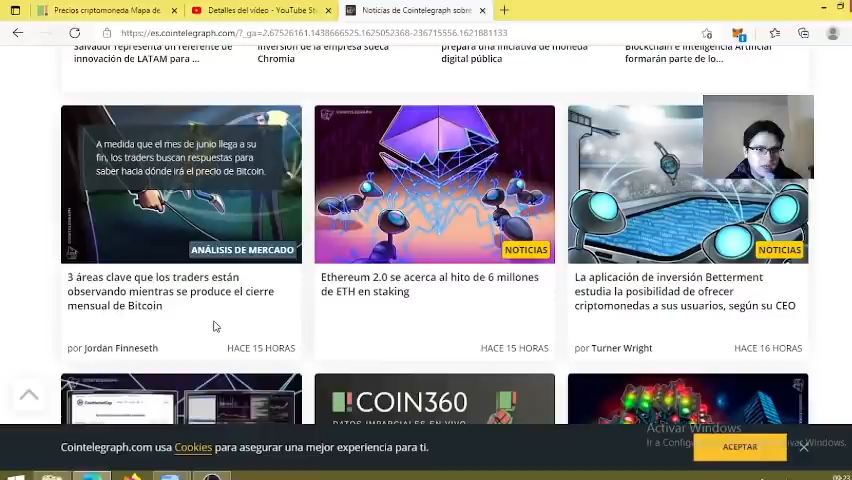 Precios criptomoneda Mapa de
Detalles del vídeo - YouTube St
Noticias de Cointelegraph sobre
https://es.cointelegraph.com/?_ga=2.67526161.1438666525.1625052368-236715556.1621881133
Salvador representa un referente de
innovación de LATAM para ...
inversión de la empresa sueca
Chromia
prepara una iniciativa de moneda
digital pública
Blockchain e Inteligencia Artificial
formarán parte de lo...
A medida que el mes de junio llega a su
fin, los traders buscan respuestas para
saber hacia dónde irá el precio de Bitcoin.
COINTELEGRAPH
ANÁLISIS DE MERCADO
3 áreas clave que los traders están
observando mientras se produce el cierre
mensual de Bitcoin
por Jordan Finneseth
HACE 15 HORAS
NOTICIAS
Ethereum 2.0 se acerca al hito de 6 millones
de ETH en staking
HACE 15 HORAS
NOTICIAS
La aplicación de inversión Betterment
estudia la posibilidad de ofrecer
criptomonedas a sus usuarios, según su CEO
por Turner Wright
HACE 16 HORAS
COIN360
Activar Windows
Cointelegraph.com usa Cookies para asegurar una mejor experiencia para ti.
ACEPTAR
09:23